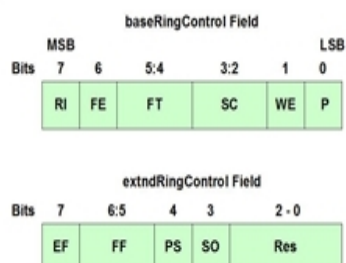 baseRingControl Field
MSB LSB
Bits 7 6 5:4 3:2 1 0
RI FE FT SC WE P
extndRingControl Field
Bits 7 6:5 4 3 2 - 0
EF FF PS SO Res